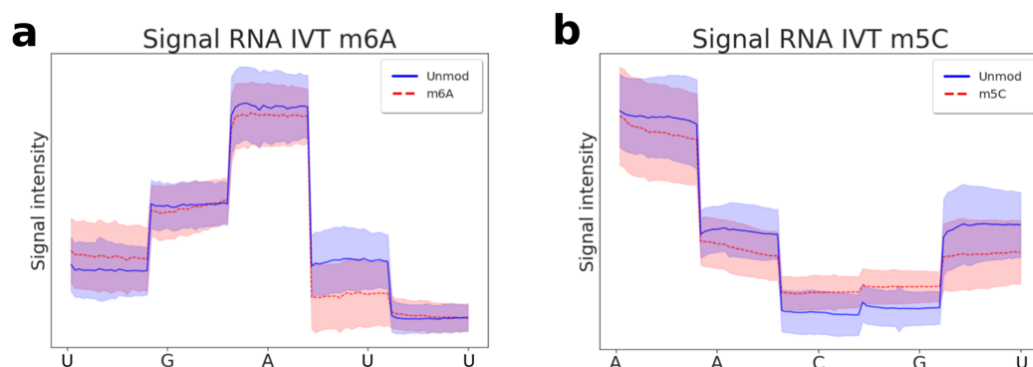 a
Signal RNA IVT m6A
Signal intensity
Unmod
m6A
U G A U U
b
Signal RNA IVT m5C
Signal intensity
Unmod
m5C
A A C G U